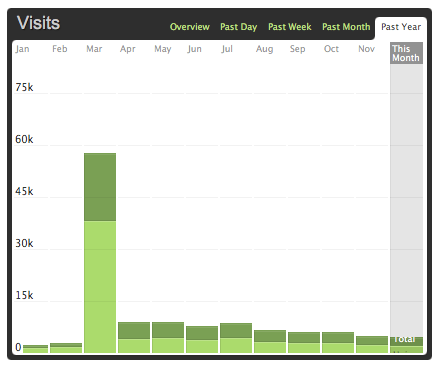 Visits
Overview Past Day Past Week Past Month Past Year
Jan Feb Mar Apr May Jun Jul Aug Sep Oct Nov This Month
75k
60k
45k
30k
15k
Total
0